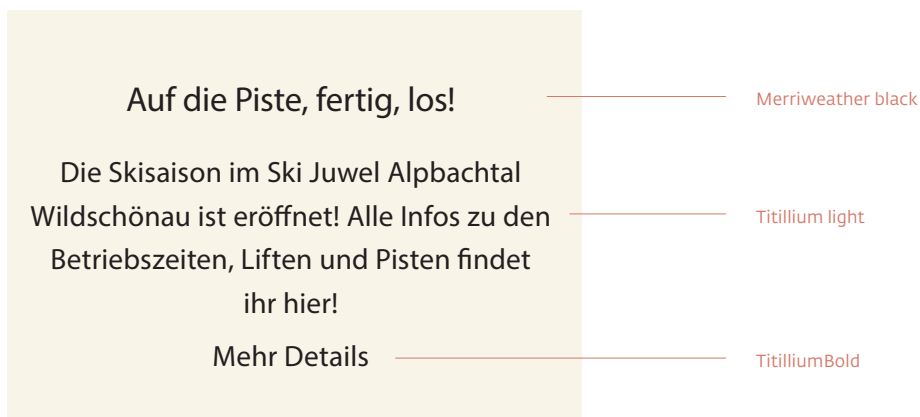 Auf die Piste, fertig, los!
Merriweather black
Die Skisaison im Ski Juwel Alpbachtal
Wildschönau ist eröffnet! Alle Infos zu den
Titillium light
Betriebszeiten, Liften und Pisten findet
ihr hier!
Mehr Details
TitilliumBold